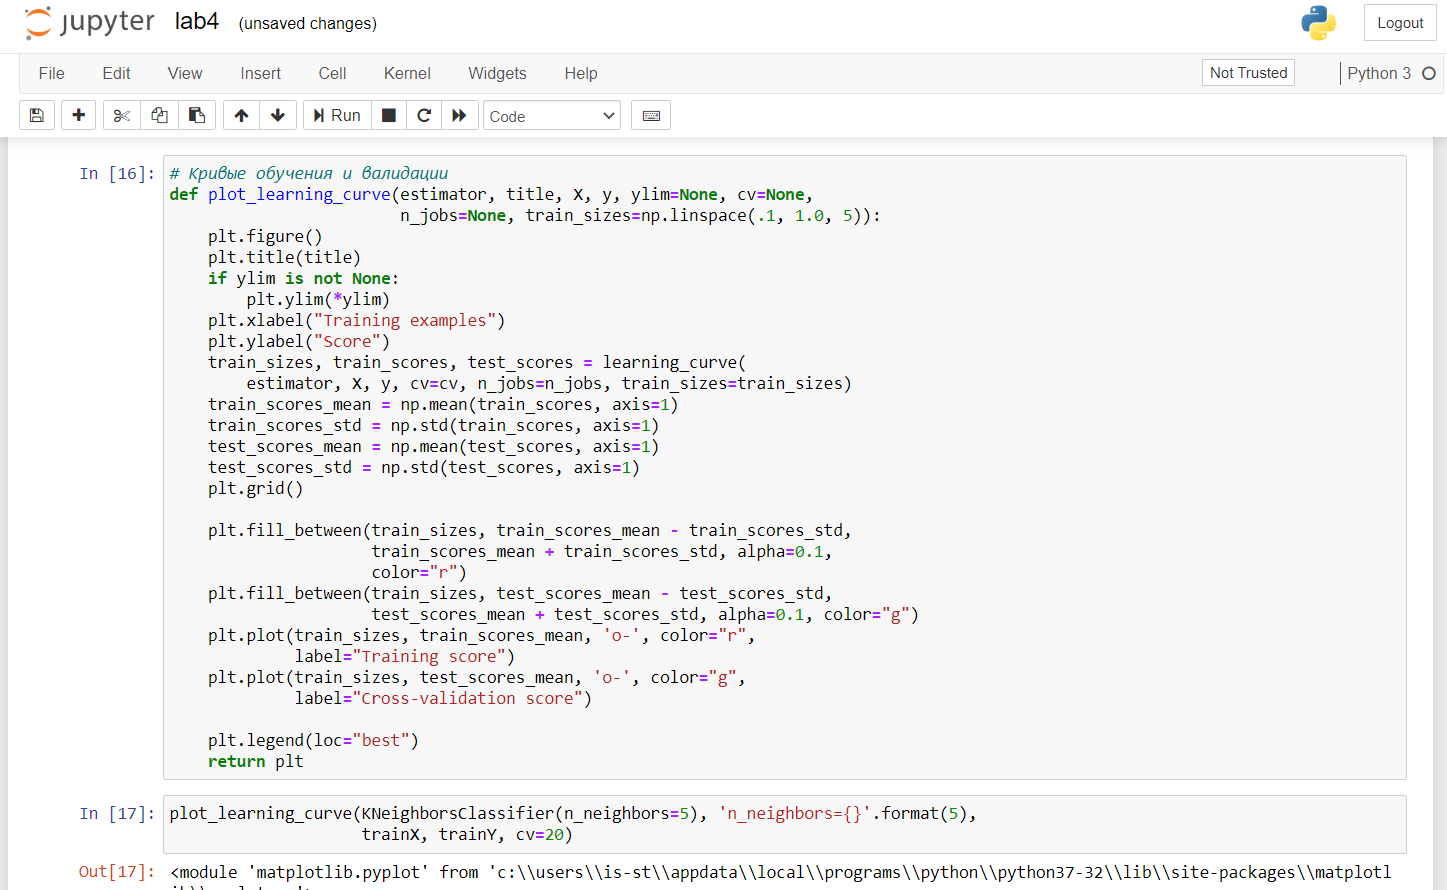 jupyter lab4 (unsaved changes) Logout
File Edit View Insert Cell Kernel Widgets Help Not Trusted Python 3
Run Code
In [16]: # Кривые обучения и валидации
def plot_learning_curve(estimator, title, X, y, ylim=None, cv=None,
                        n_jobs=None, train_sizes=np.linspace(.1, 1.0, 5)):
    plt.figure()
    plt.title(title)
    if ylim is not None:
        plt.ylim(*ylim)
    plt.xlabel("Training examples")
    plt.ylabel("Score")
    train_sizes, train_scores, test_scores = learning_curve(
        estimator, X, y, cv=cv, n_jobs=n_jobs, train_sizes=train_sizes)
    train_scores_mean = np.mean(train_scores, axis=1)
    train_scores_std = np.std(train_scores, axis=1)
    test_scores_mean = np.mean(test_scores, axis=1)
    test_scores_std = np.std(test_scores, axis=1)
    plt.grid()
    plt.fill_between(train_sizes, train_scores_mean - train_scores_std,
                     train_scores_mean + train_scores_std, alpha=0.1,
                     color="r")
    plt.fill_between(train_sizes, test_scores_mean - test_scores_std,
                     test_scores_mean + test_scores_std, alpha=0.1, color="g")
    plt.plot(train_sizes, train_scores_mean, 'o-', color="r",
             label="Training score")
    plt.plot(train_sizes, test_scores_mean, 'o-', color="g",
             label="Cross-validation score")
    plt.legend(loc="best")
    return plt
In [17]: plot_learning_curve(KNeighborsClassifier(n_neighbors=5), 'n_neighbors={}'.format(5),
                    trainX, trainY, cv=20)
Out[17]: <module 'matplotlib.pyplot' from 'c:\\users\\is-st\\appdata\\local\\programs\\python\\python37-32\\lib\\site-packages\\matplotl